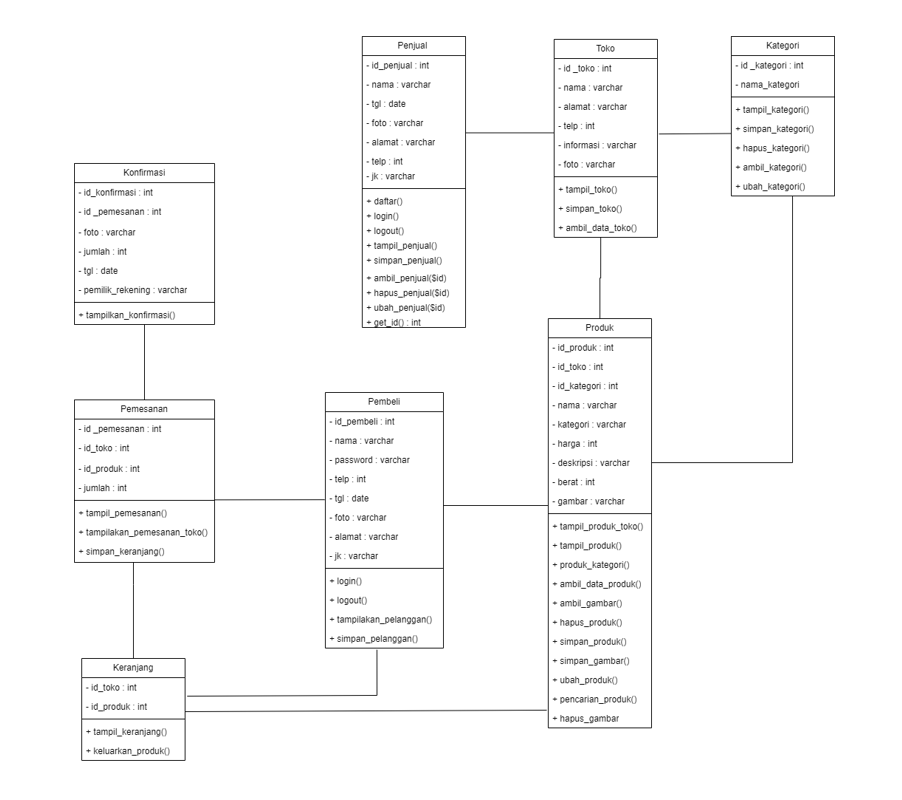 Penjual
- id_penjual : int
- nama : varchar
- tgl : date
- foto : varchar
- alamat : varchar
- telp : int
- jk : varchar
+ daftar()
+ login()
+ logout()
+ tampil_penjual()
+ simpan_penjual()
+ ambil_penjual($id)
+ hapus_penjual($id)
+ ubah_penjual($id)
+ get_id() : int
Toko
- id _toko : int
- nama : varchar
- alamat : varchar
- telp : int
- informasi : varchar
- foto : varchar
+ tampil_toko()
+ simpan_toko()
+ ambil_data_toko()
Kategori
- id _kategori : int
- nama_kategori
+ tampil_kategori()
+ simpan_kategori()
+ hapus_kategori()
+ ambil_kategori()
+ ubah_kategori()
Konfirmasi
- id_konfirmasi : int
- id _pemesanan : int
- foto : varchar
- jumlah : int
- tgl : date
- pemilik_rekening : varchar
+ tampilkan_konfirmasi()
Produk
- id_produk : int
- id_toko : int
- id_kategori : int
- nama : varchar
- kategori : varchar
- harga : int
- deskripsi : varchar
- berat : int
- gambar : varchar
+ tampil_produk_toko()
+ tampil_produk()
+ produk_kategori()
+ ambil_data_produk()
+ ambil_gambar()
+ hapus_produk()
+ simpan_produk()
+ simpan_gambar()
+ ubah_produk()
+ pencarian_produk()
+ hapus_gambar
Pembeli
- id_pembeli : int
- nama : varchar
- password : varchar
- telp : int
- tgl : date
- foto : varchar
- alamat : varchar
- jk : varchar
+ login()
+ logout()
+ tampilakan_pelanggan()
+ simpan_pelanggan()
Pemesanan
- id _pemesanan : int
- id_toko : int
- id_produk : int
- jumlah : int
+ tampil_pemesanan()
+ tampilakan_pemesanan_toko()
+ simpan_keranjang()
Keranjang
- id_toko : int
- id_produk : int
+ tampil_keranjang()
+ keluarkan_produk()